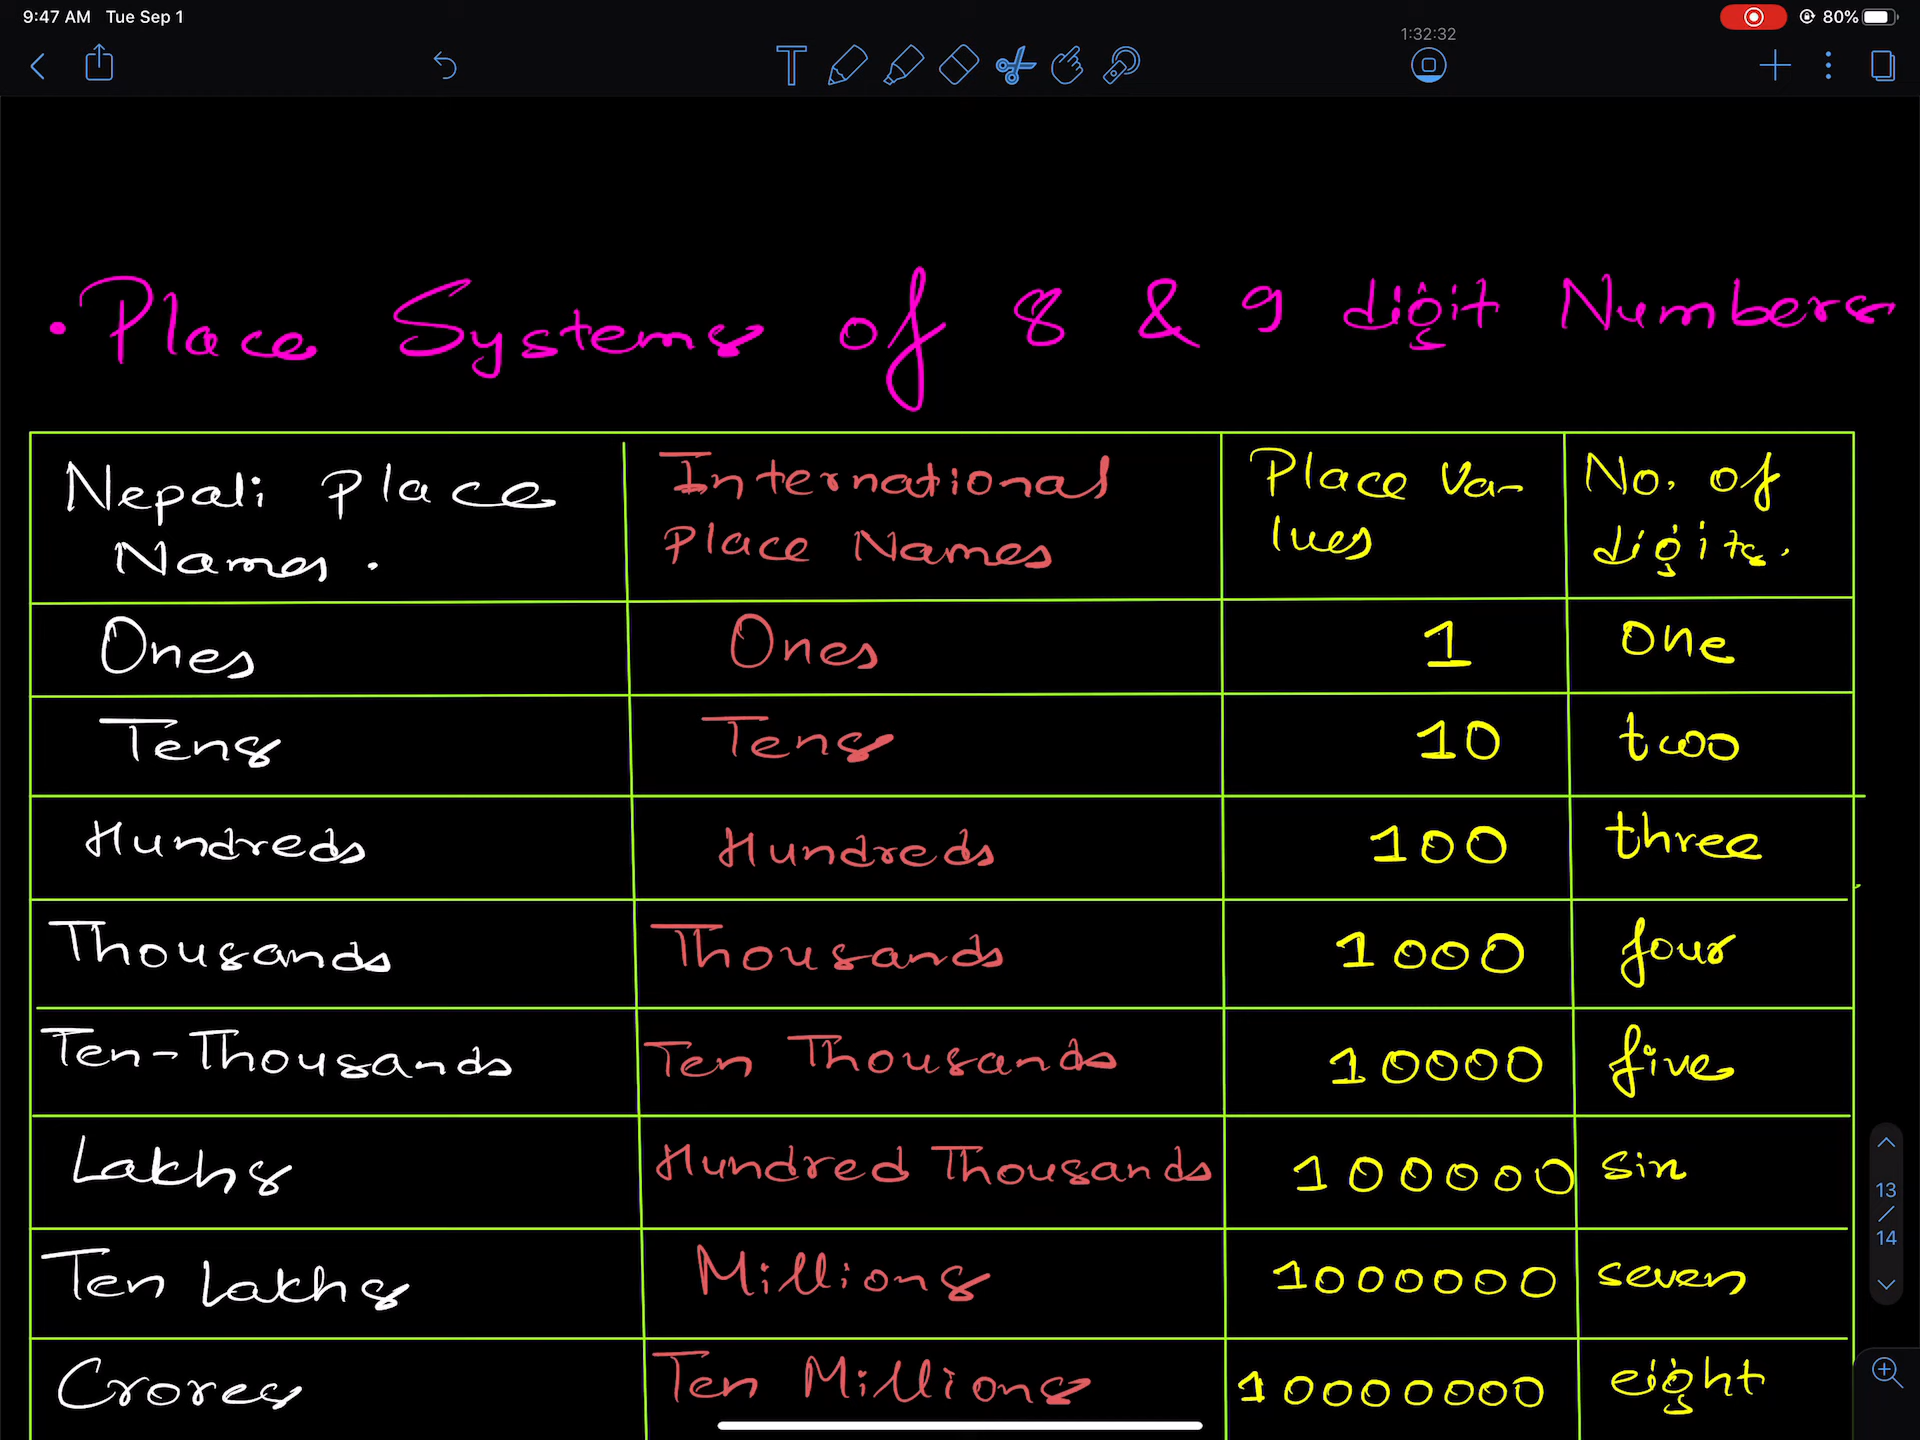 9:47 AM Tue Sep 1
80%
1:32:32
• Place Systems of 8 & 9 digit Numbers
Nepali Place Names.
International Place Names
Place Va-
lues
No. of digits.
Ones Ones 1 one
Tens Tens 10 two
Hundreds Hundreds 100 three
Thousands Thousands 1000 four
Ten-Thousands Ten Thousands 10000 five
Lakhs Hundred Thousands 100000 six
Ten Lakhs Millions 1000000 seven
Crores Ten Millions 10000000 eight
13
/
14